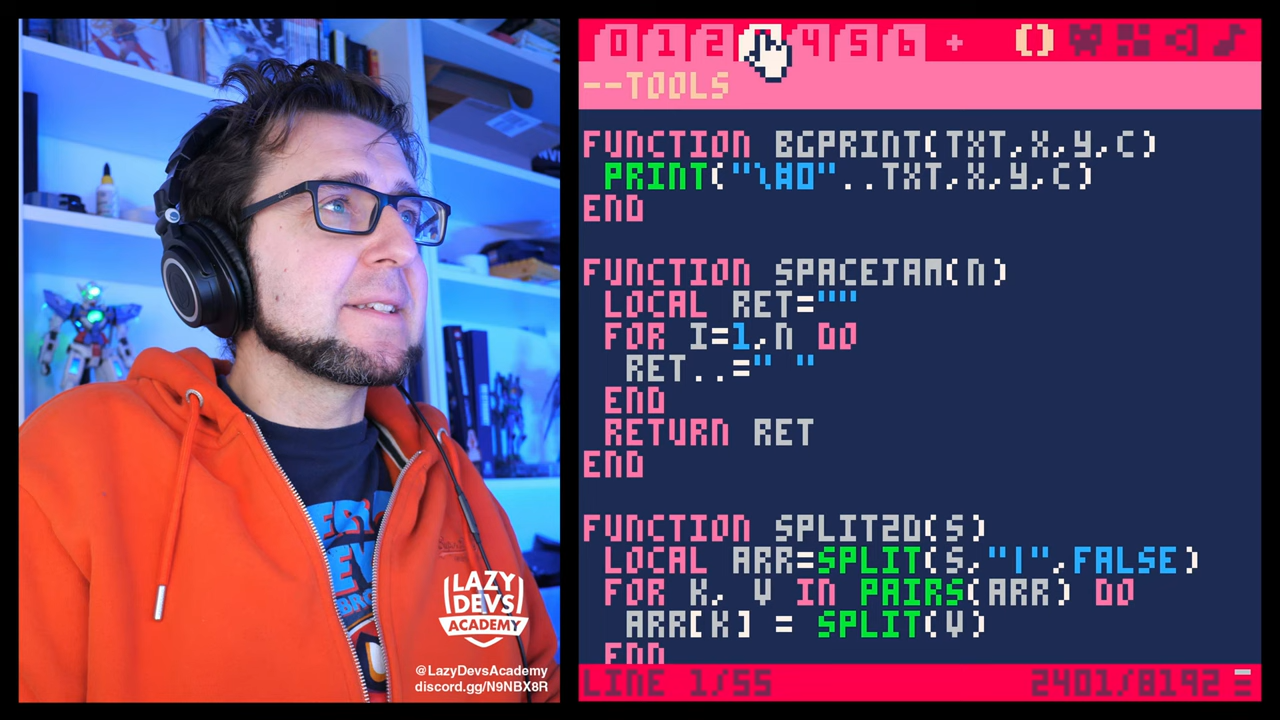 0 1 2 4 5 6 +
--TOOLS
FUNCTION BGPRINT(TXT,X,Y,C)
PRINT("\#0"..TXT,X,Y,C)
END
FUNCTION SPACEJAM(N)
LOCAL RET=""
FOR I=1,N DO
RET..=" "
END
RETURN RET
END
FUNCTION SPLIT2D(S)
LOCAL ARR=SPLIT(S,"|",FALSE)
FOR K, V IN PAIRS(ARR) DO
ARR[K] = SPLIT(V)
END
LINE 1/55
2401/8192
LAZY
DEVS
ACADEMY
@LazyDevsAcademy
discord.gg/N9NBX8R